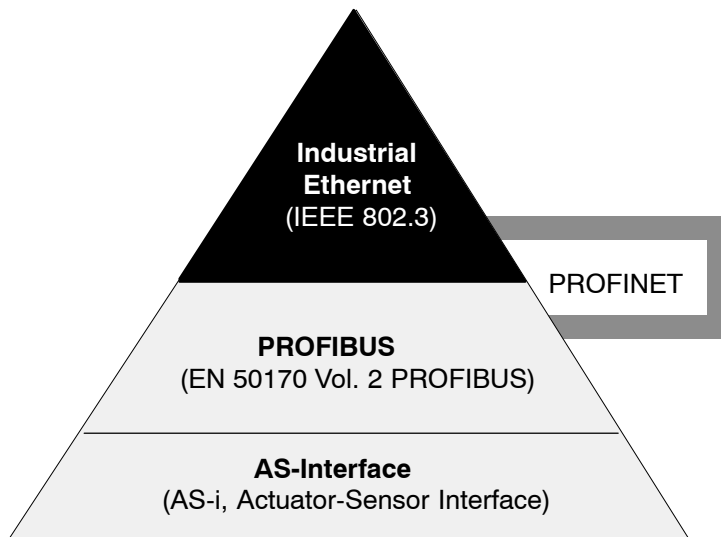 Industrial
Ethernet
(IEEE 802.3)
PROFINET
PROFIBUS
(EN 50170 Vol. 2 PROFIBUS)
AS-Interface
(AS-i, Actuator-Sensor Interface)